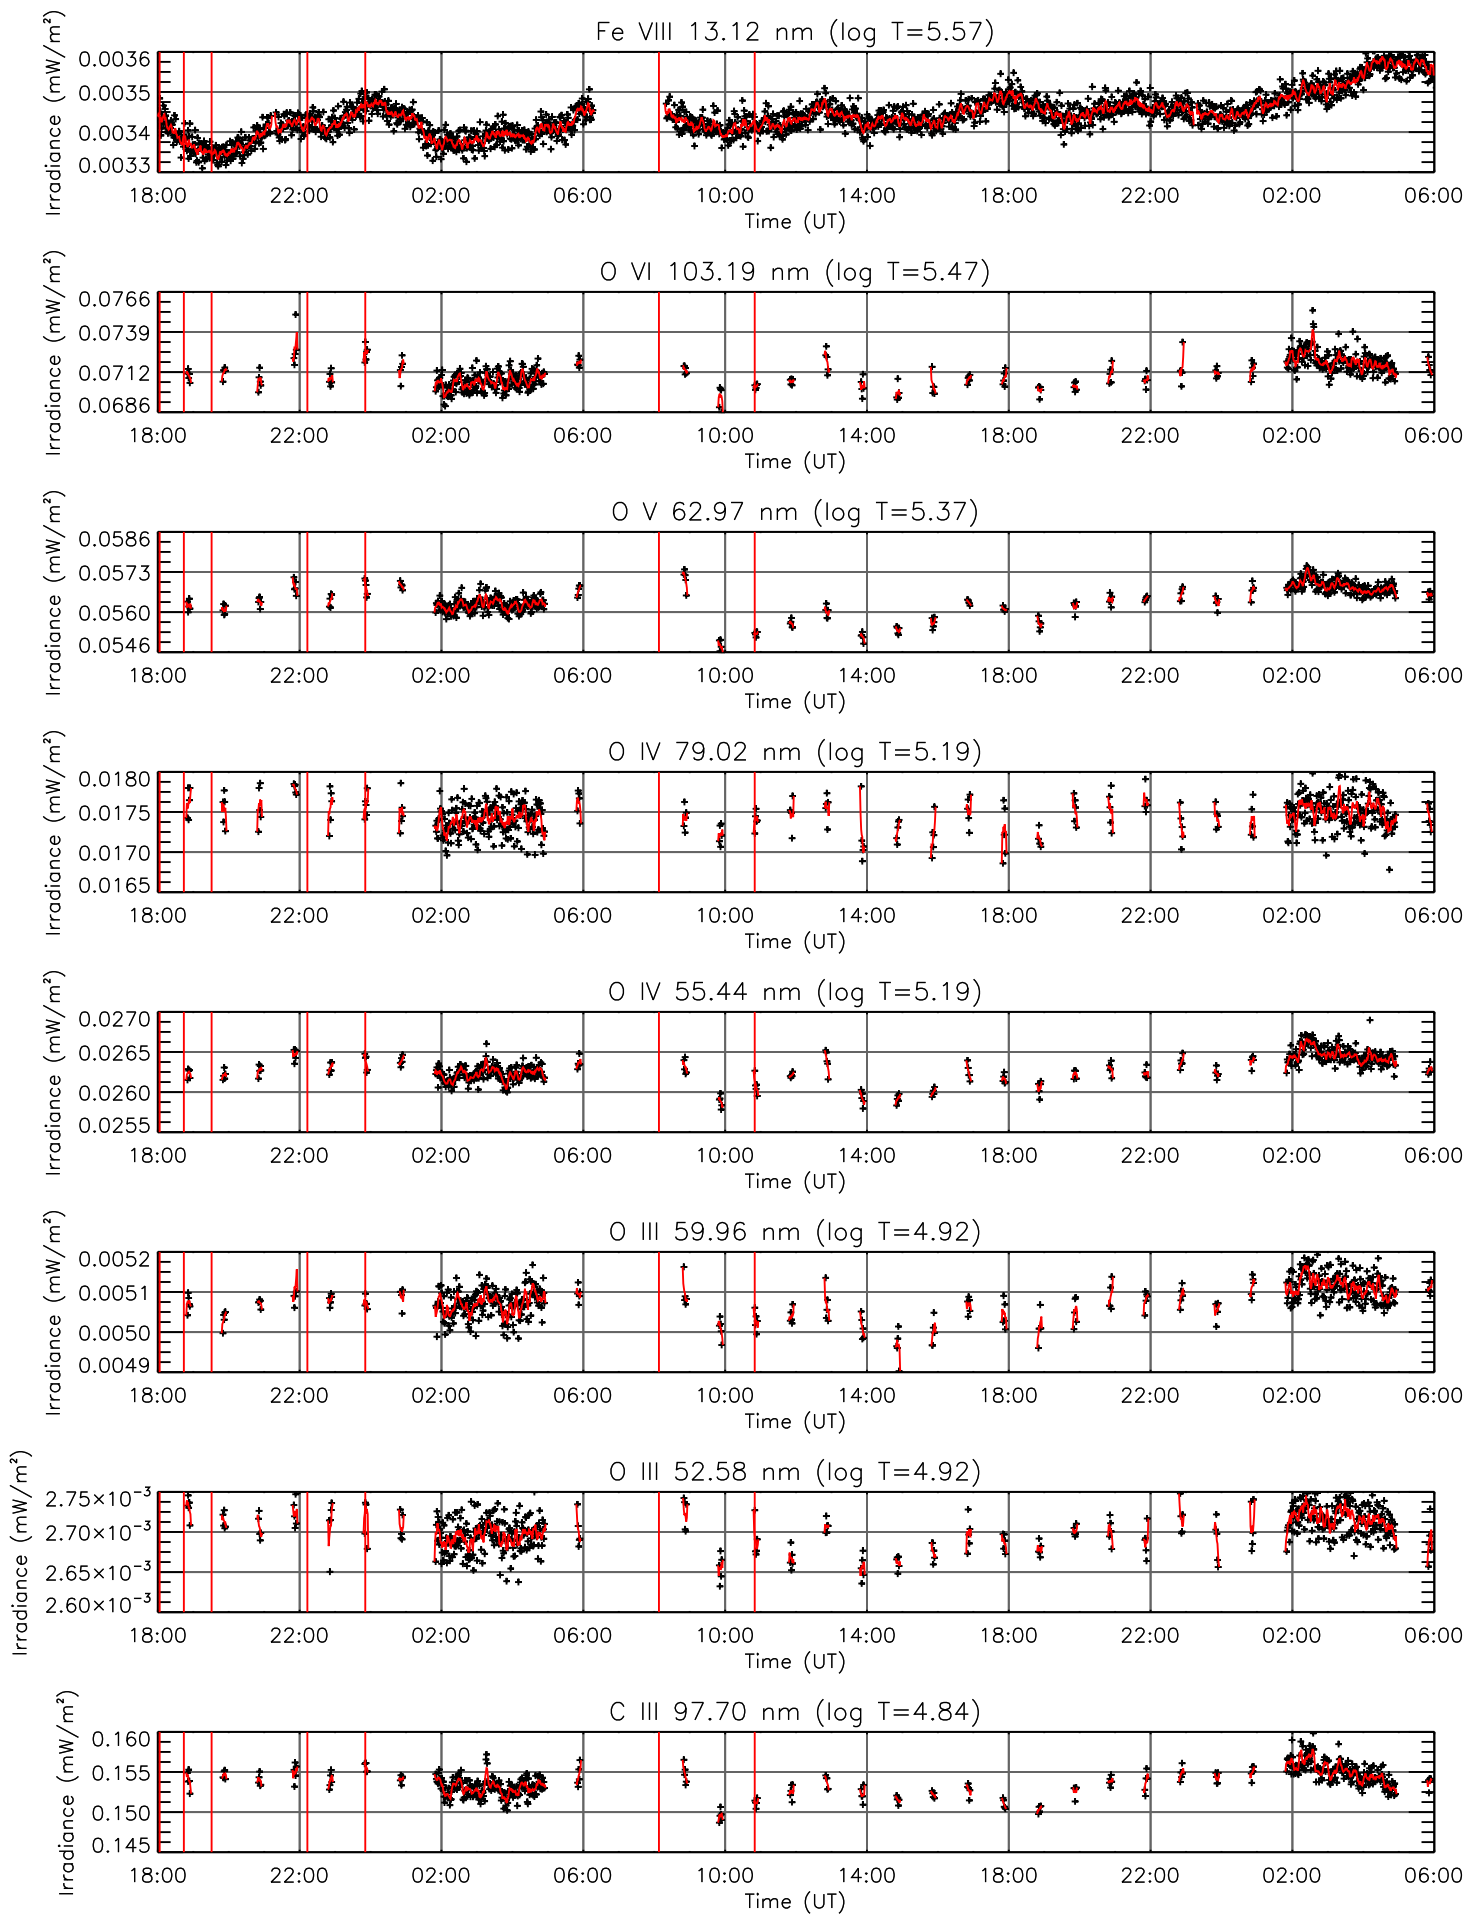 Fe VIII 13.12 nm (log T=5.57)
Irradiance (mW/m²)
0.0036
0.0035
0.0034
0.0033
18:00 22:00 02:00 06:00 10:00 14:00 18:00 22:00 02:00 06:00
Time (UT)
O VI 103.19 nm (log T=5.47)
Irradiance (mW/m²)
0.0766
0.0739
0.0712
0.0686
18:00 22:00 02:00 06:00 10:00 14:00 18:00 22:00 02:00 06:00
Time (UT)
O V 62.97 nm (log T=5.37)
Irradiance (mW/m²)
0.0586
0.0573
0.0560
0.0546
18:00 22:00 02:00 06:00 10:00 14:00 18:00 22:00 02:00 06:00
Time (UT)
O IV 79.02 nm (log T=5.19)
Irradiance (mW/m²)
0.0180
0.0175
0.0170
0.0165
18:00 22:00 02:00 06:00 10:00 14:00 18:00 22:00 02:00 06:00
Time (UT)
O IV 55.44 nm (log T=5.19)
Irradiance (mW/m²)
0.0270
0.0265
0.0260
0.0255
18:00 22:00 02:00 06:00 10:00 14:00 18:00 22:00 02:00 06:00
Time (UT)
O III 59.96 nm (log T=4.92)
Irradiance (mW/m²)
0.0052
0.0051
0.0050
0.0049
18:00 22:00 02:00 06:00 10:00 14:00 18:00 22:00 02:00 06:00
Time (UT)
O III 52.58 nm (log T=4.92)
Irradiance (mW/m²)
2.75×10⁻³
2.70×10⁻³
2.65×10⁻³
2.60×10⁻³
18:00 22:00 02:00 06:00 10:00 14:00 18:00 22:00 02:00 06:00
Time (UT)
C III 97.70 nm (log T=4.84)
Irradiance (mW/m²)
0.160
0.155
0.150
0.145
18:00 22:00 02:00 06:00 10:00 14:00 18:00 22:00 02:00 06:00
Time (UT)